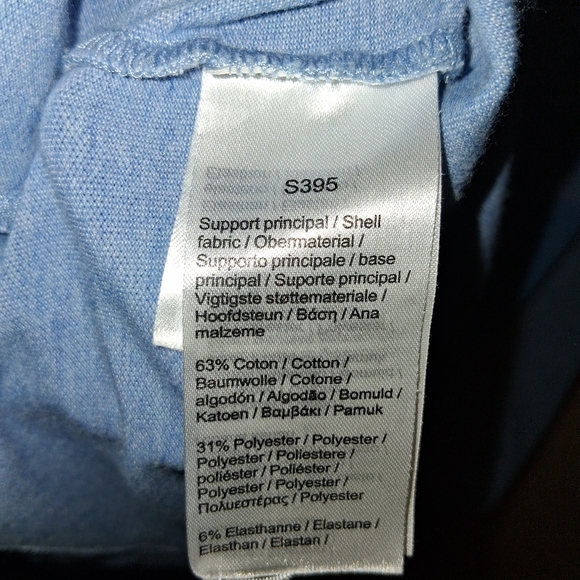 S395
Support principal / Shell
fabric / Obermaterial /
Supporto principale / base
principal / Suporte principal /
Vigtigste støttemateriale /
Hoofdsteun / Βάση / Ana
malzeme
63% Coton / Cotton /
Baumwolle / Cotone /
algodón / Algodão / Bomuld /
Katoen / Βαμβάκι / Pamuk
31% Polyester / Polyester /
Polyester / Poliestere /
poliéster / Poliéster /
Polyester / Polyester /
Πολυεστέρας / Polyester
6% Elasthanne / Elastane /
Elasthan / Elastan /